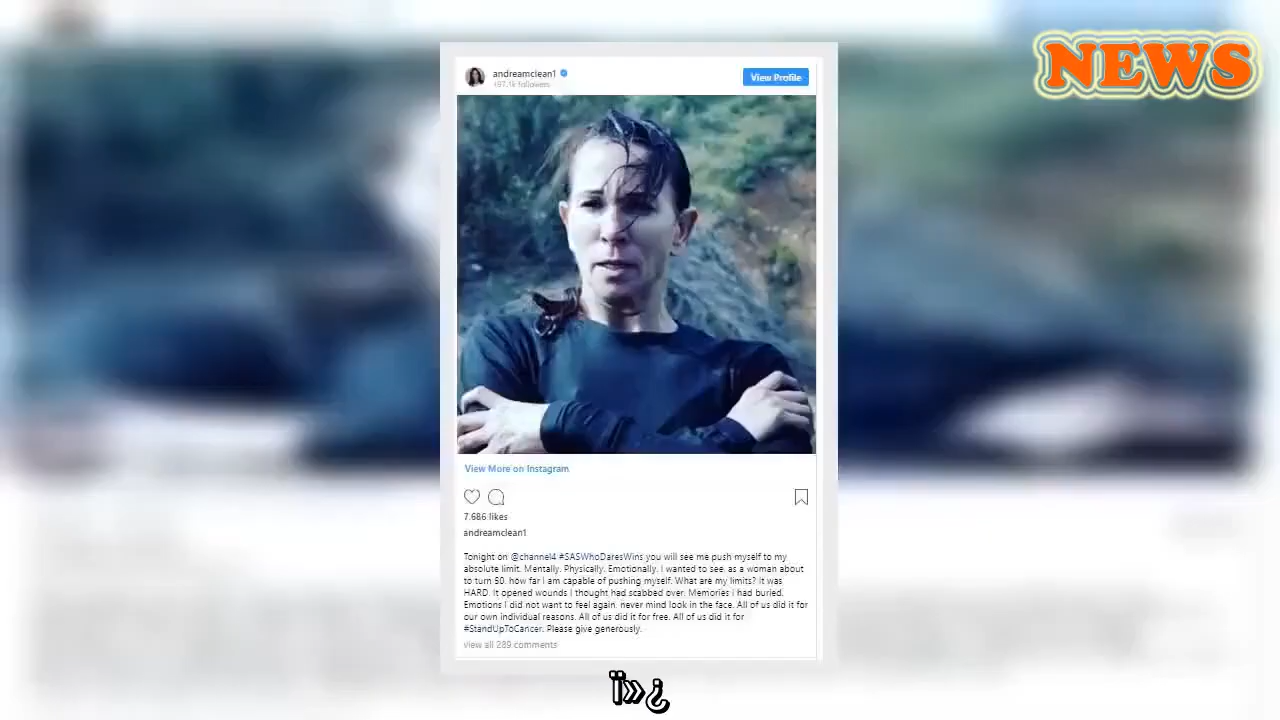 NEWS
andreamclean1
View Profile
197.1k followers
View More on Instagram
7,686 likes
andreamclean1
Tonight on @channel4 #SASWhoDaresWins you will see me push myself to my
absolute limit. Mentally. Physically. Emotionally. I wanted to see, as a woman about
to turn 50, how far I am capable of pushing myself. What are my limits? It was
HARD. It opened wounds I thought had scabbed over. Memories I had buried.
Emotions I did not want to feel again, never mind look in the face. All of us did it for
our own individual reasons. All of us did it for free. All of us did it for
#StandUpToCancer. Please give generously.
view all 289 comments
ï»¿